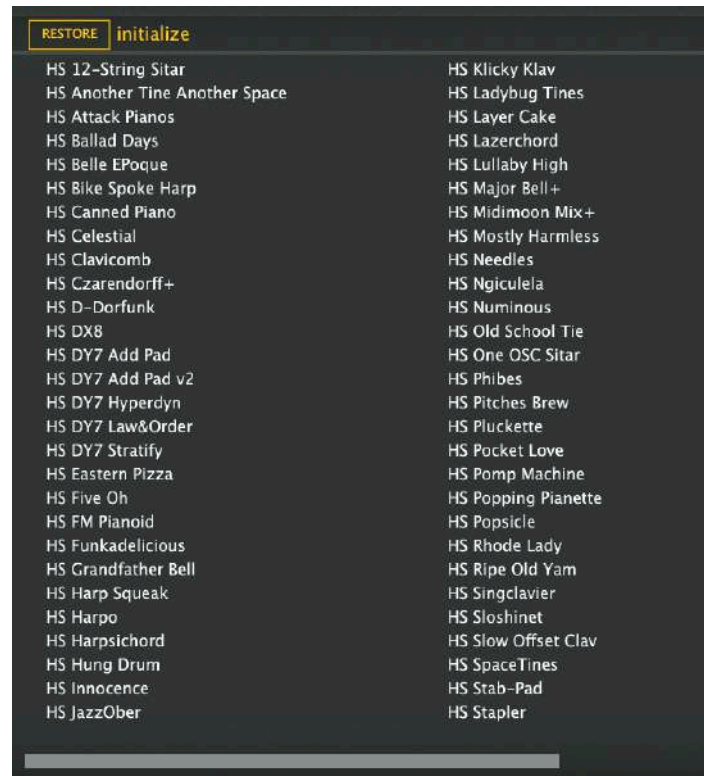 RESTORE initialize
HS 12-String Sitar
HS Another Tine Another Space
HS Attack Pianos
HS Ballad Days
HS Belle EPoque
HS Bike Spoke Harp
HS Canned Piano
HS Celestial
HS Clavicomb
HS Czarendorff+
HS D-Dorfunk
HS DX8
HS DY7 Add Pad
HS DY7 Add Pad v2
HS DY7 Hyperdyn
HS DY7 Law&Order
HS DY7 Stratify
HS Eastern Pizza
HS Five Oh
HS FM Pianoid
HS Funkadelicious
HS Grandfather Bell
HS Harp Squeak
HS Harpo
HS Harpsichord
HS Hung Drum
HS Innocence
HS JazzOber
HS Klicky Klav
HS Ladybug Tines
HS Layer Cake
HS Lazerchord
HS Lullaby High
HS Major Bell+
HS Midimoon Mix+
HS Mostly Harmless
HS Needles
HS Ngiculela
HS Numinous
HS Old School Tie
HS One OSC Sitar
HS Phibes
HS Pitches Brew
HS Pluckette
HS Pocket Love
HS Pomp Machine
HS Popping Pianette
HS Popsicle
HS Rhode Lady
HS Ripe Old Yam
HS Singclavier
HS Sloshinet
HS Slow Offset Clav
HS SpaceTines
HS Stab-Pad
HS Stapler